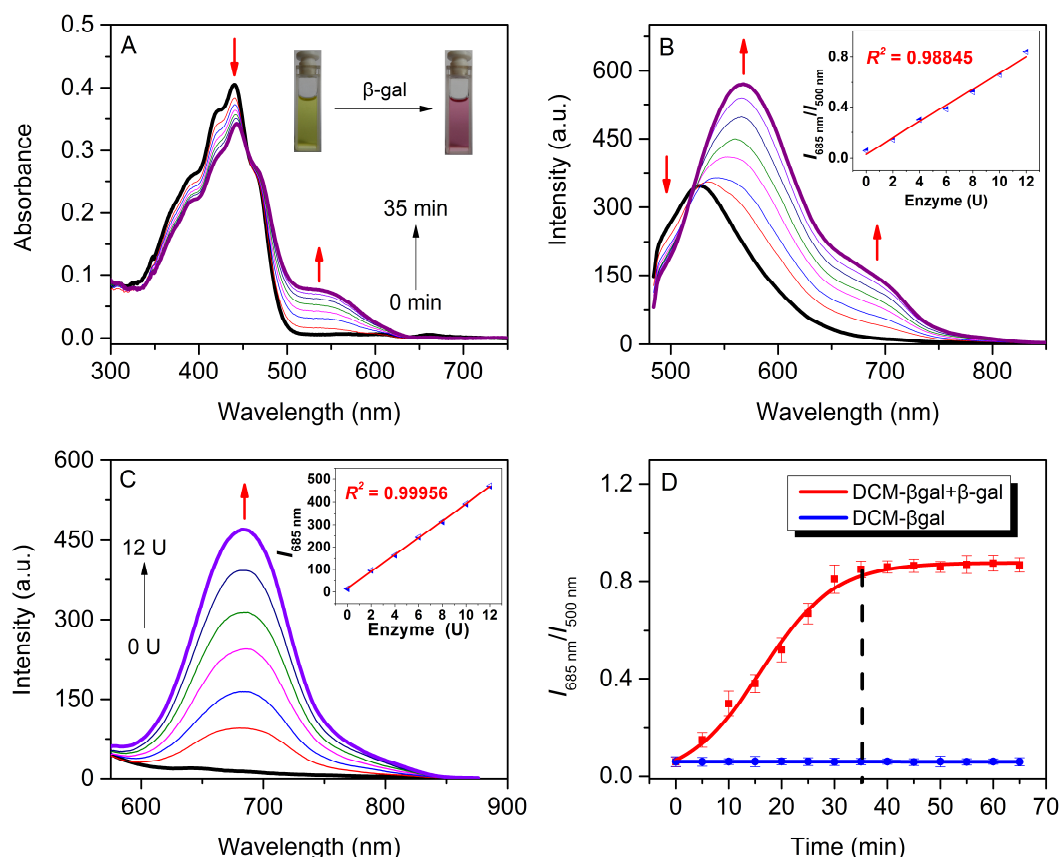 A
β-gal
35 min
0 min
Absorbance
0.4
0.3
0.2
0.1
0.0
300 400 500 600 700
Wavelength (nm)
B
R² = 0.98845
I685 nm/I500 nm
0.8
0.4
0.0
0 2 4 6 8 10 12
Enzyme (U)
Intensity (a.u.)
600
450
300
150
0
500 600 700 800
Wavelength (nm)
C
12 U
0 U
R² = 0.99956
I685 nm
500
400
300
200
100
0
0 2 4 6 8 10 12
Enzyme (U)
Intensity (a.u.)
600
450
300
150
0
600 700 800 900
Wavelength (nm)
D
DCM-βgal+β-gal
DCM-βgal
I685 nm/I500 nm
1.2
0.8
0.4
0.0
0 10 20 30 40 50 60 70
Time (min)